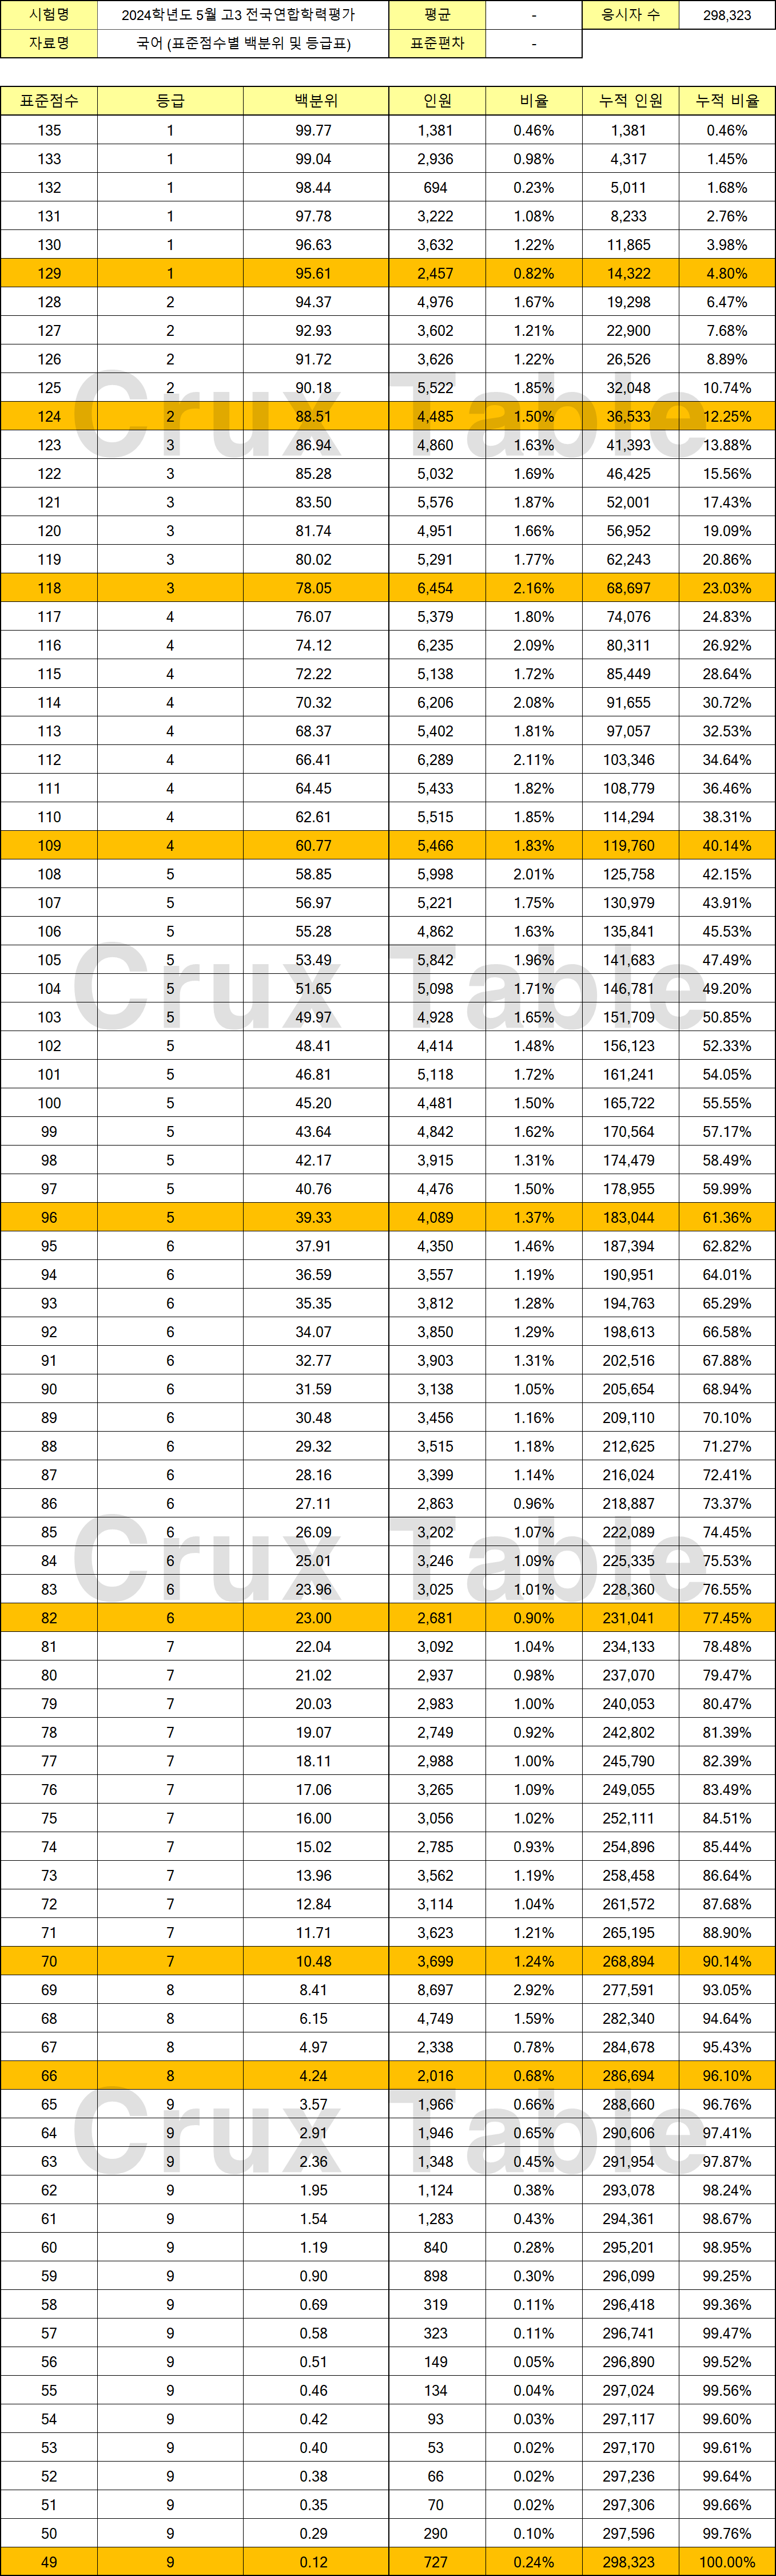 시험명 2024학년도 5월 고3 전국연합학력평가 평균 - 응시자 수 298,323
자료명 국어 (표준점수별 백분위 및 등급표) 표준편차 -
표준점수 등급 백분위 인원 비율 누적 인원 누적 비율
135 1 99.77 1,381 0.46% 1,381 0.46%
133 1 99.04 2,936 0.98% 4,317 1.45%
132 1 98.44 694 0.23% 5,011 1.68%
131 1 97.78 3,222 1.08% 8,233 2.76%
130 1 96.63 3,632 1.22% 11,865 3.98%
129 1 95.61 2,457 0.82% 14,322 4.80%
128 2 94.37 4,976 1.67% 19,298 6.47%
127 2 92.93 3,602 1.21% 22,900 7.68%
126 2 91.72 3,626 1.22% 26,526 8.89%
125 2 90.18 5,522 1.85% 32,048 10.74%
Crux Table
124 2 88.51 4,485 1.50% 36,533 12.25%
123 3 86.94 4,860 1.63% 41,393 13.88%
122 3 85.28 5,032 1.69% 46,425 15.56%
121 3 83.50 5,576 1.87% 52,001 17.43%
120 3 81.74 4,951 1.66% 56,952 19.09%
119 3 80.02 5,291 1.77% 62,243 20.86%
118 3 78.05 6,454 2.16% 68,697 23.03%
117 4 76.07 5,379 1.80% 74,076 24.83%
116 4 74.12 6,235 2.09% 80,311 26.92%
115 4 72.22 5,138 1.72% 85,449 28.64%
114 4 70.32 6,206 2.08% 91,655 30.72%
113 4 68.37 5,402 1.81% 97,057 32.53%
112 4 66.41 6,289 2.11% 103,346 34.64%
111 4 64.45 5,433 1.82% 108,779 36.46%
110 4 62.61 5,515 1.85% 114,294 38.31%
109 4 60.77 5,466 1.83% 119,760 40.14%
108 5 58.85 5,998 2.01% 125,758 42.15%
107 5 56.97 5,221 1.75% 130,979 43.91%
106 5 55.28 4,862 1.63% 135,841 45.53%
105 5 53.49 5,842 1.96% 141,683 47.49%
Crux Table
104 5 51.65 5,098 1.71% 146,781 49.20%
103 5 49.97 4,928 1.65% 151,709 50.85%
102 5 48.41 4,414 1.48% 156,123 52.33%
101 5 46.81 5,118 1.72% 161,241 54.05%
100 5 45.20 4,481 1.50% 165,722 55.55%
99 5 43.64 4,842 1.62% 170,564 57.17%
98 5 42.17 3,915 1.31% 174,479 58.49%
97 5 40.76 4,476 1.50% 178,955 59.99%
96 5 39.33 4,089 1.37% 183,044 61.36%
95 6 37.91 4,350 1.46% 187,394 62.82%
94 6 36.59 3,557 1.19% 190,951 64.01%
93 6 35.35 3,812 1.28% 194,763 65.29%
92 6 34.07 3,850 1.29% 198,613 66.58%
91 6 32.77 3,903 1.31% 202,516 67.88%
90 6 31.59 3,138 1.05% 205,654 68.94%
89 6 30.48 3,456 1.16% 209,110 70.10%
88 6 29.32 3,515 1.18% 212,625 71.27%
87 6 28.16 3,399 1.14% 216,024 72.41%
86 6 27.11 2,863 0.96% 218,887 73.37%
85 6 26.09 3,202 1.07% 222,089 74.45%
Crux Table
84 6 25.01 3,246 1.09% 225,335 75.53%
83 6 23.96 3,025 1.01% 228,360 76.55%
82 6 23.00 2,681 0.90% 231,041 77.45%
81 7 22.04 3,092 1.04% 234,133 78.48%
80 7 21.02 2,937 0.98% 237,070 79.47%
79 7 20.03 2,983 1.00% 240,053 80.47%
78 7 19.07 2,749 0.92% 242,802 81.39%
77 7 18.11 2,988 1.00% 245,790 82.39%
76 7 17.06 3,265 1.09% 249,055 83.49%
75 7 16.00 3,056 1.02% 252,111 84.51%
74 7 15.02 2,785 0.93% 254,896 85.44%
73 7 13.96 3,562 1.19% 258,458 86.64%
72 7 12.84 3,114 1.04% 261,572 87.68%
71 7 11.71 3,623 1.21% 265,195 88.90%
70 7 10.48 3,699 1.24% 268,894 90.14%
69 8 8.41 8,697 2.92% 277,591 93.05%
68 8 6.15 4,749 1.59% 282,340 94.64%
67 8 4.97 2,338 0.78% 284,678 95.43%
66 8 4.24 2,016 0.68% 286,694 96.10%
65 9 3.57 1,966 0.66% 288,660 96.76%
Crux Table
64 9 2.91 1,946 0.65% 290,606 97.41%
63 9 2.36 1,348 0.45% 291,954 97.87%
62 9 1.95 1,124 0.38% 293,078 98.24%
61 9 1.54 1,283 0.43% 294,361 98.67%
60 9 1.19 840 0.28% 295,201 98.95%
59 9 0.90 898 0.30% 296,099 99.25%
58 9 0.69 319 0.11% 296,418 99.36%
57 9 0.58 323 0.11% 296,741 99.47%
56 9 0.51 149 0.05% 296,890 99.52%
55 9 0.46 134 0.04% 297,024 99.56%
54 9 0.42 93 0.03% 297,117 99.60%
53 9 0.40 53 0.02% 297,170 99.61%
52 9 0.38 66 0.02% 297,236 99.64%
51 9 0.35 70 0.02% 297,306 99.66%
50 9 0.29 290 0.10% 297,596 99.76%
49 9 0.12 727 0.24% 298,323 100.00%